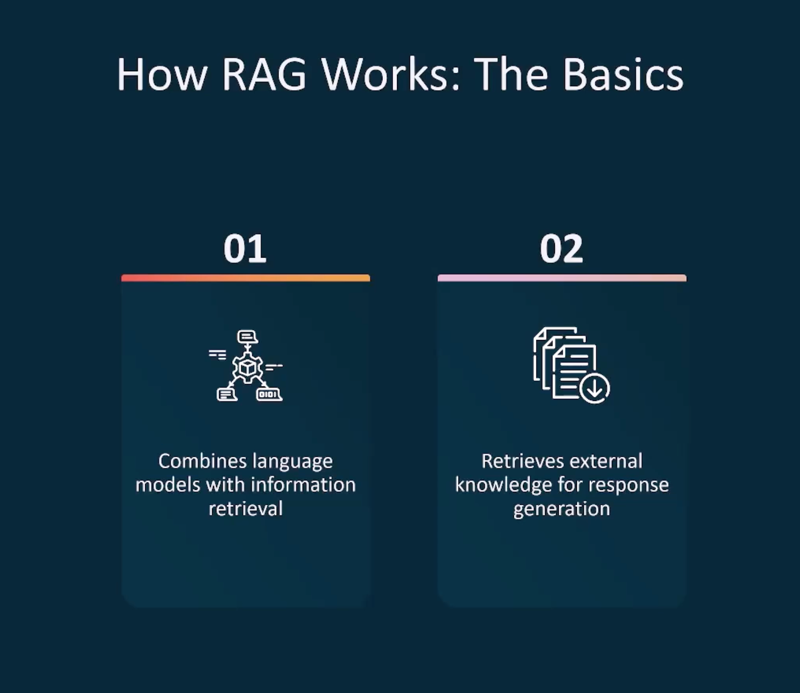 How RAG Works: The Basics
01
Combines language
models with information
retrieval
02
Retrieves external
knowledge for response
generation